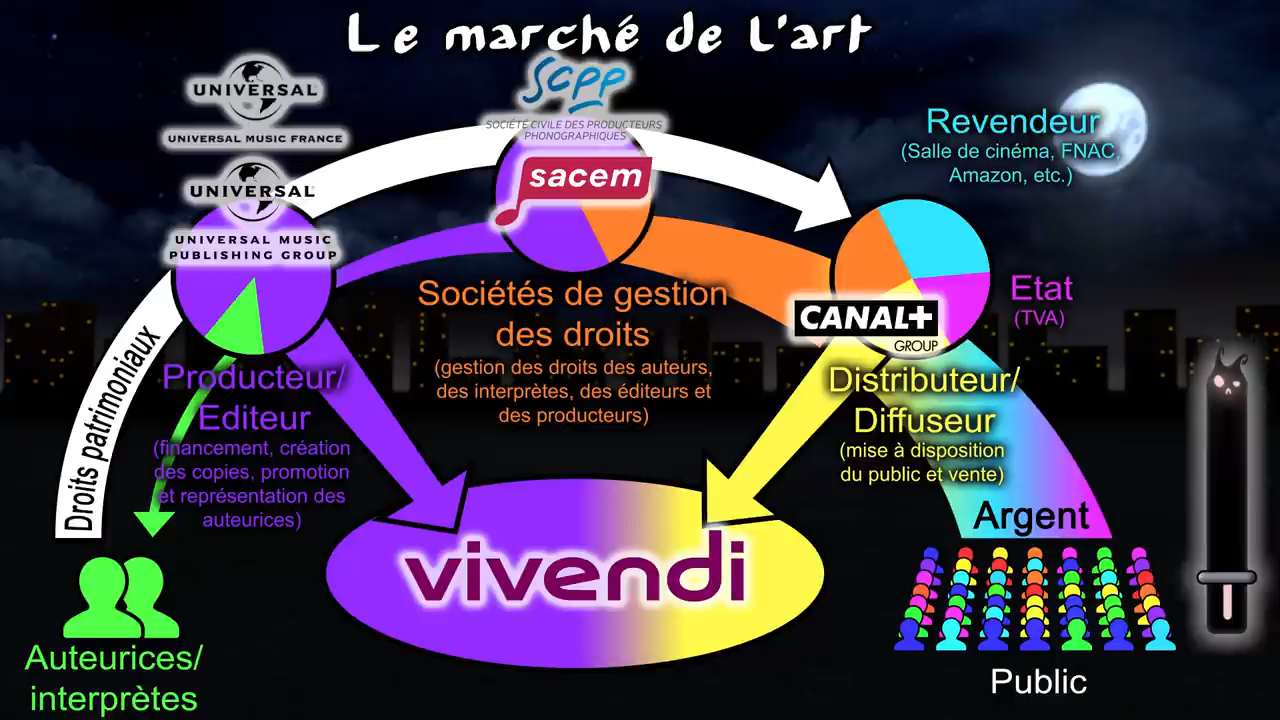 Le marché de l'art
UNIVERSAL
UNIVERSAL MUSIC FRANCE
UNIVERSAL
UNIVERSAL MUSIC
PUBLISHING GROUP
SCPP
SOCIÉTÉ CIVILE DES PRODUCTEURS
PHONOGRAPHIQUES
sacem
Revendeur
(Salle de cinéma, FNAC,
Amazon, etc.)
Etat
(TVA)
Sociétés de gestion
des droits
(gestion des droits des auteurs,
des interprètes, des éditeurs et
des producteurs)
CANAL+
GROUP
Droits patrimoniaux
Producteur/
Editeur
(financement, création
des copies, promotion
et représentation des
auteurices)
Distributeur/
Diffuseur
(mise à disposition
du public et vente)
Argent
vivendi
Auteurices/
interprètes
Public